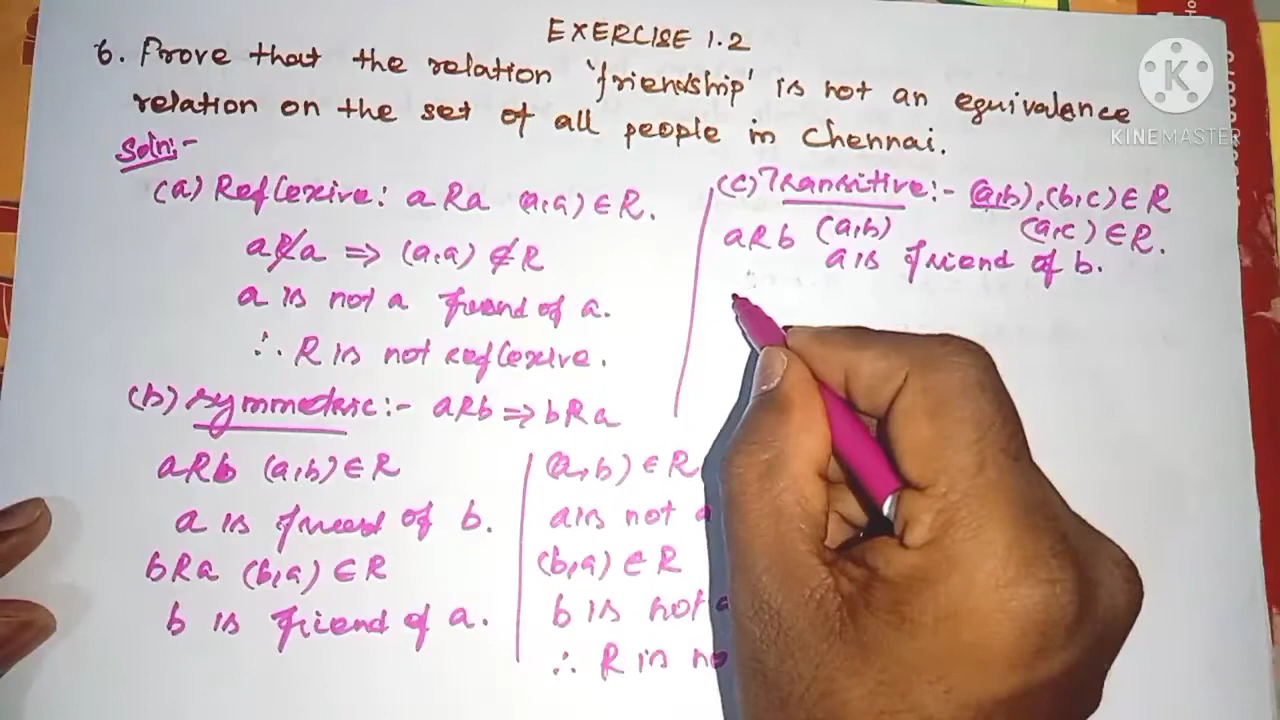 EXERCISE 1.2
6. Prove that the relation 'friendship' is not an equivalance
relation on the set of all people in Chennai.
Soln:-
(a) Reflexive: aRa (a,a) ∈ R.
aR̸a ⇒ (a,a) ∉ R
a is not a friend of a.
∴ R is not reflexive.
(b) symmetric:- aRb ⇒ bRa
aRb (a,b) ∈ R
a is friend of b.
bRa (b,a) ∈ R
b is friend of a.
(a,b) ∈ R
a is not a
(b,a) ∈ R
b is not a
∴ R is no
(c) Transitive:- (a,b),(b,c) ∈ R
aRb (a,b) (a,c) ∈ R.
a is friend of b.
KINEMASTER